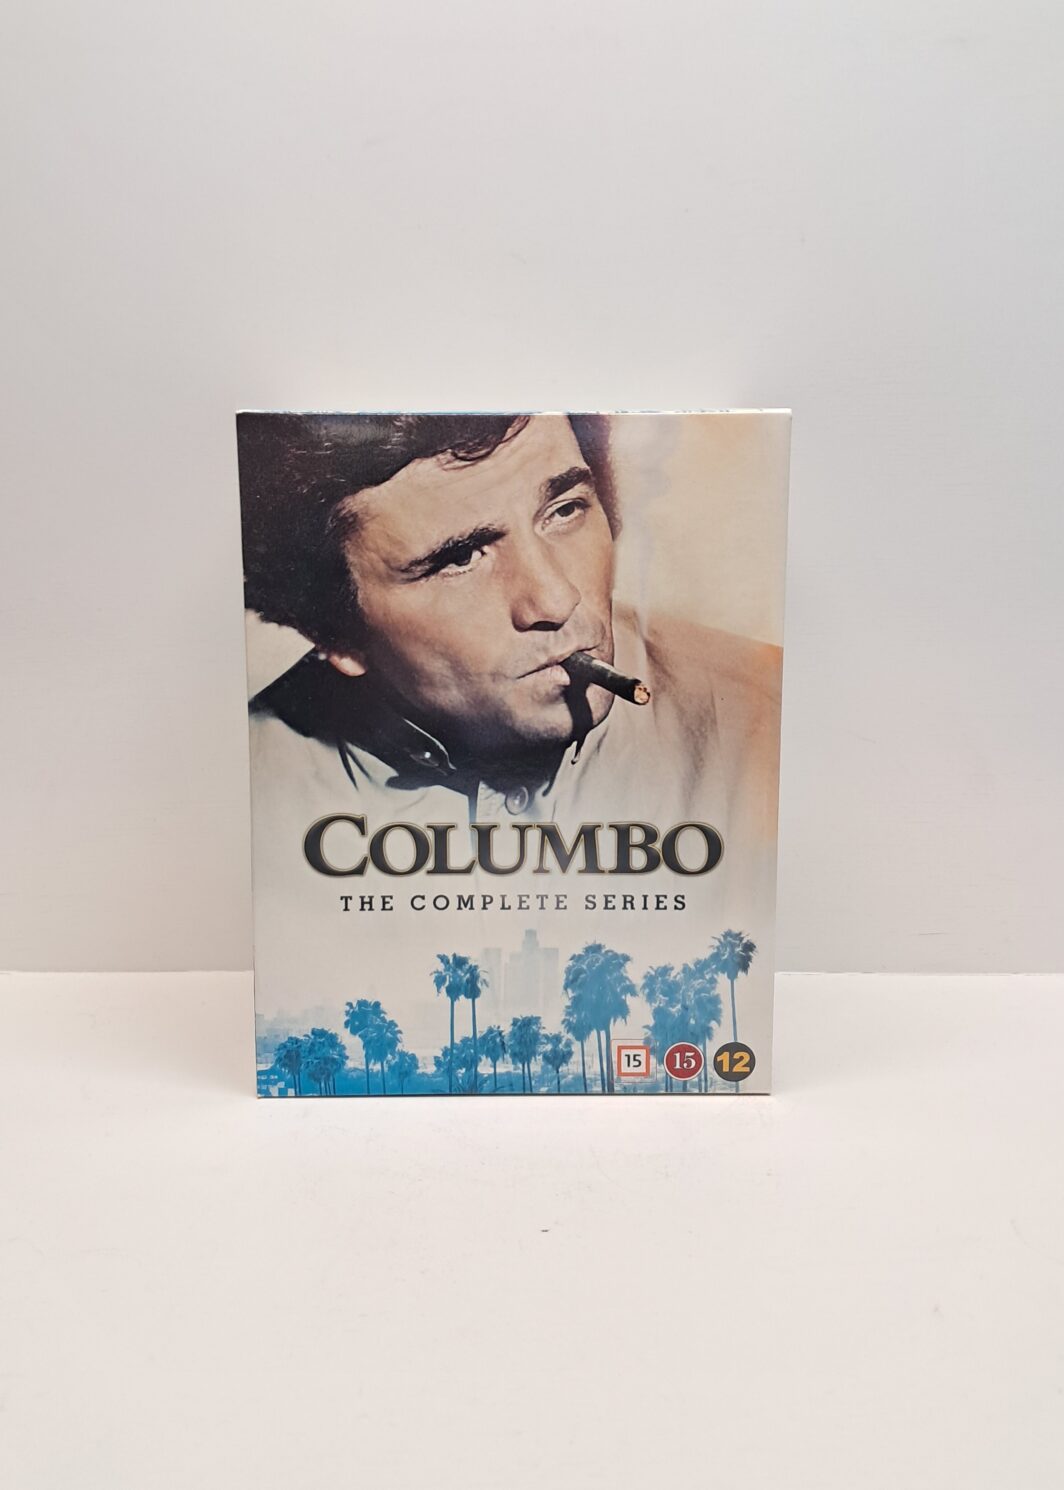 COLUMBO
THE COMPLETE SERIES
15 15 12